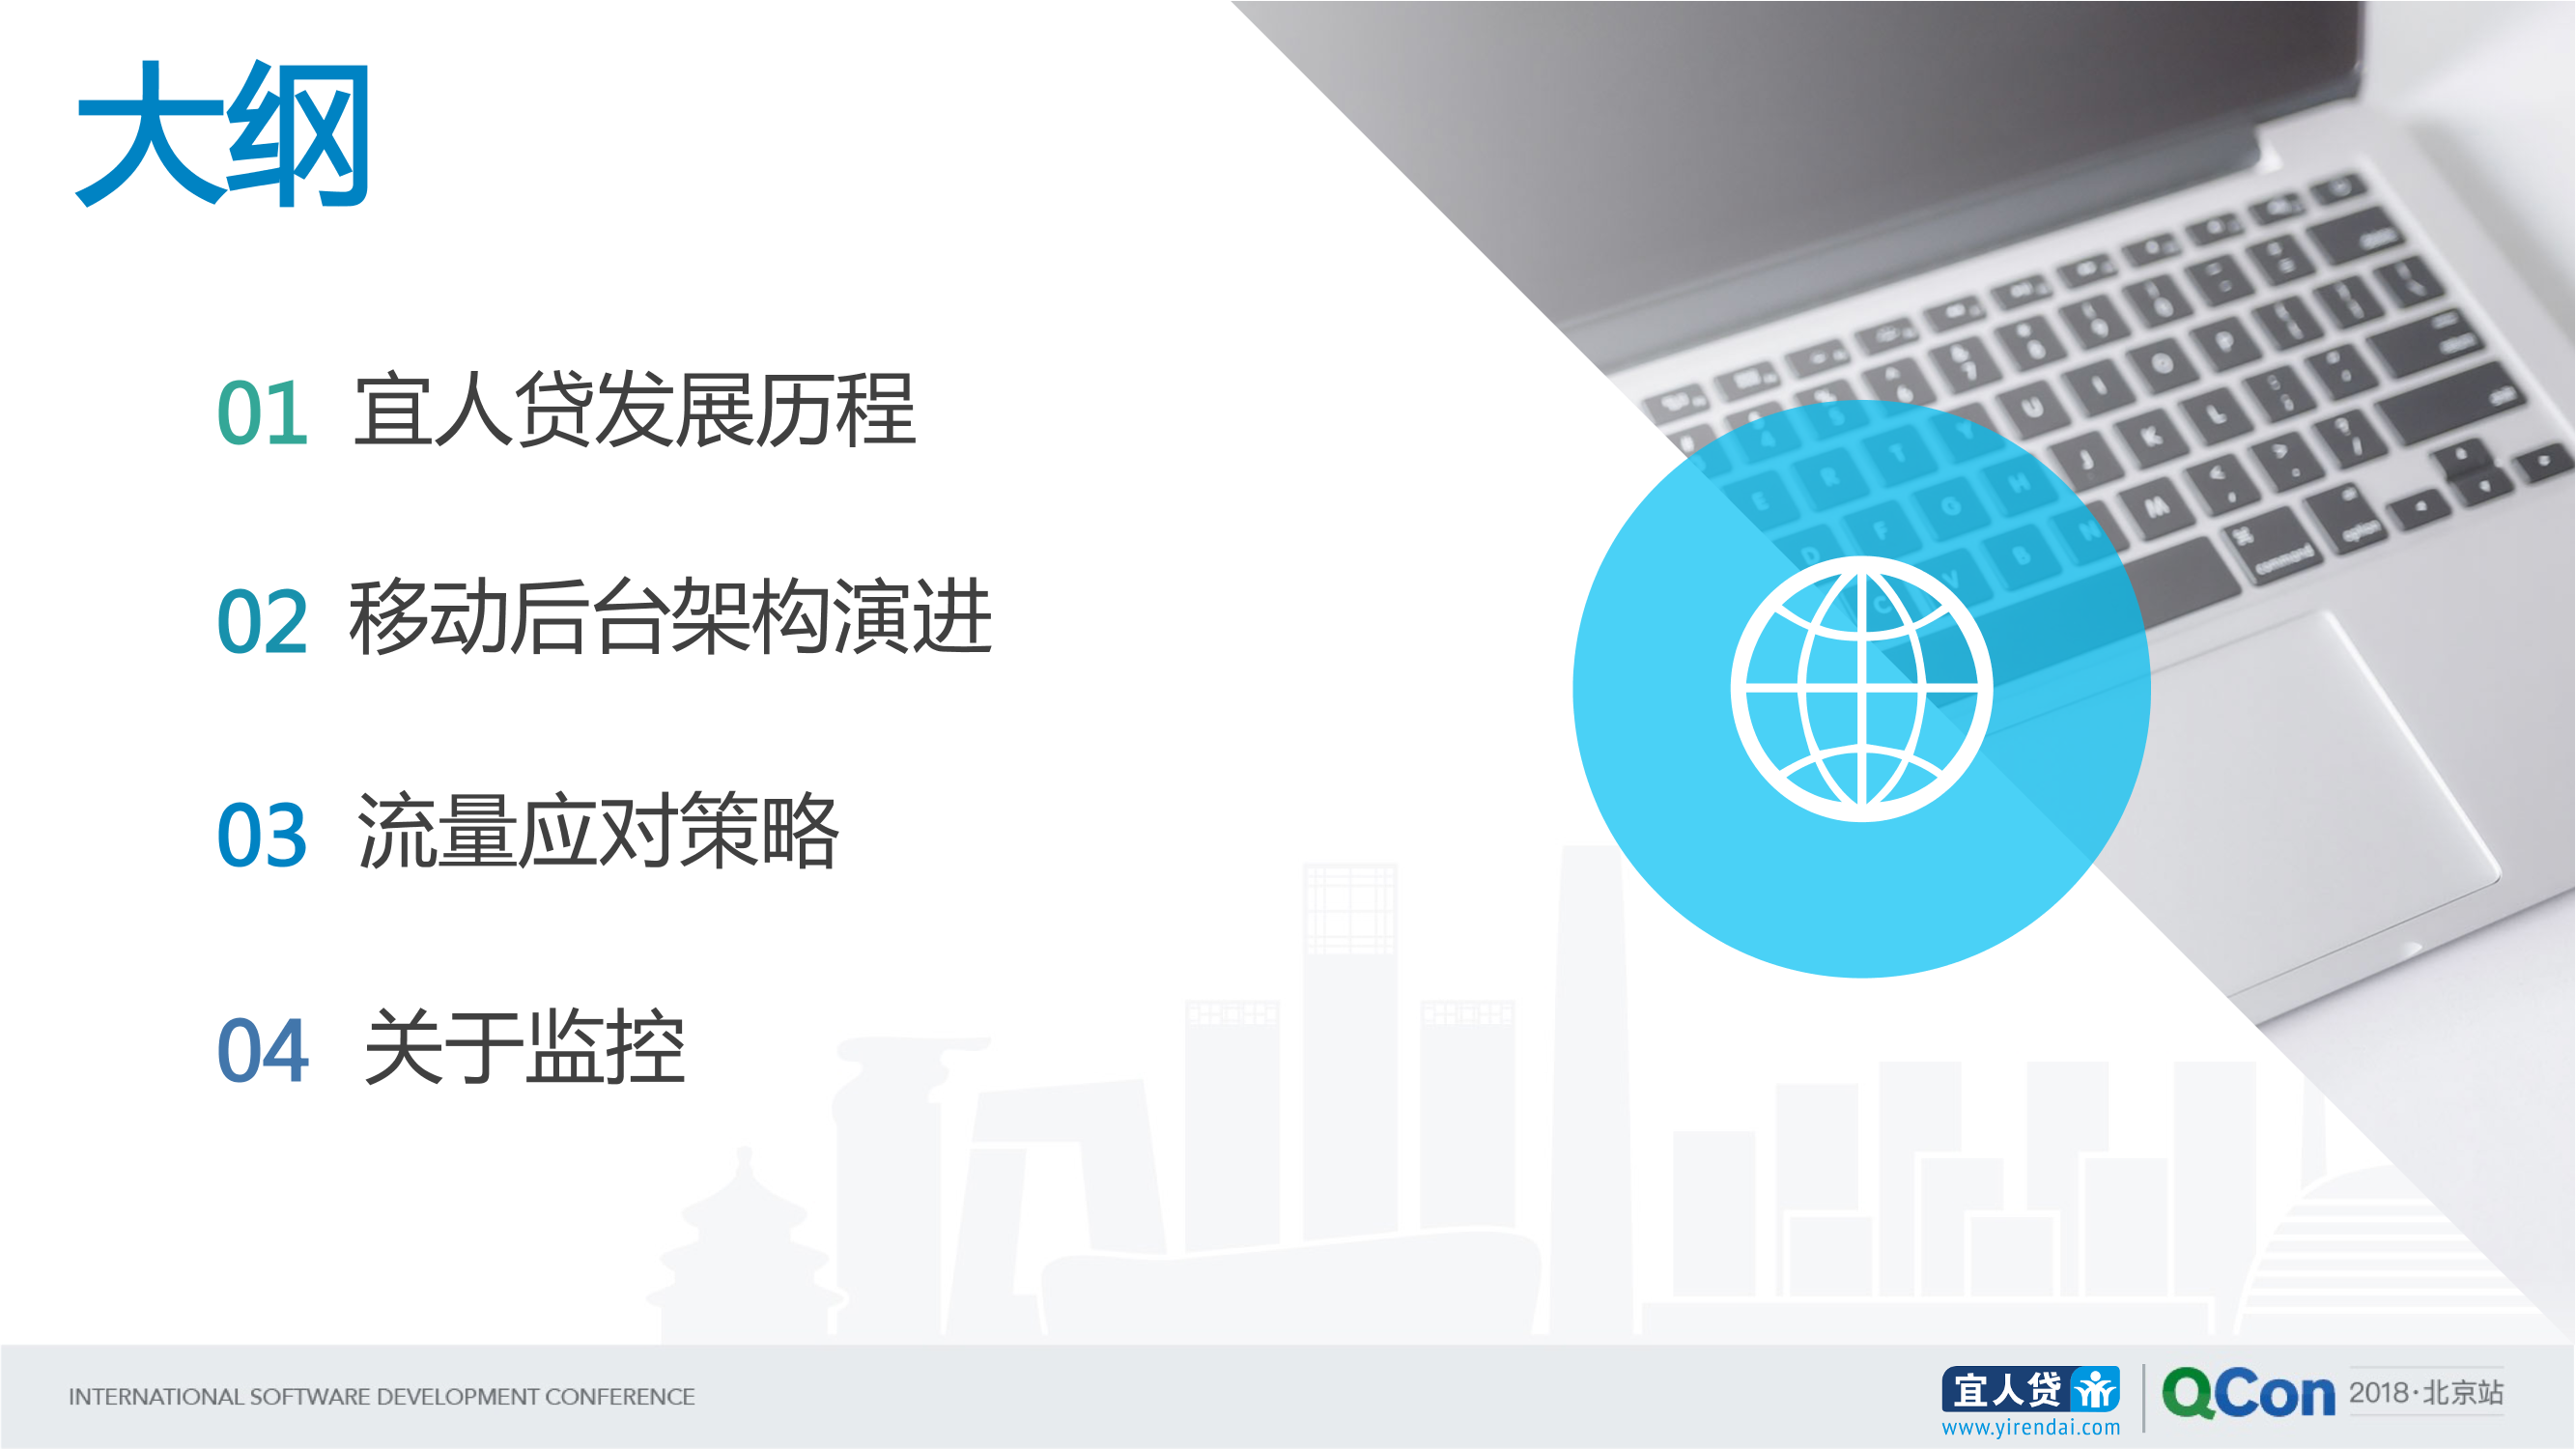 大纲
01 宜人贷发展历程
02 移动后台架构演进
03 流量应对策略
04 关于监控
INTERNATIONAL SOFTWARE DEVELOPMENT CONFERENCE
宜人贷
www.yirendai.com
QCon 2018·北京站